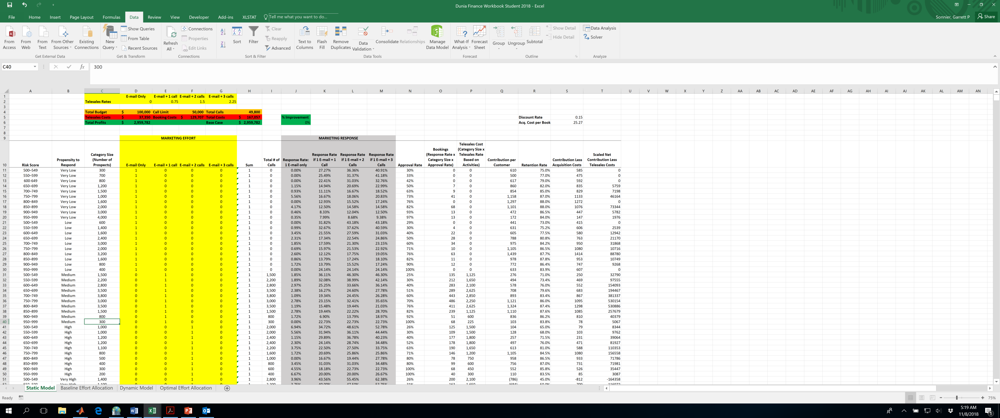 Dunia Finance Workbook Student 2018 - Excel
File Home Insert Page Layout Formulas Data Review View Developer Add-ins XLSTAT Tell me what you want to do... Sonnier, Garrett P Share
From Access From Web From Text From Other Sources Existing Connections New Query Show Queries From Table Recent Sources Refresh All Connections Properties Edit Links Sort Filter Clear Reapply Advanced Text to Columns Flash Fill Remove Duplicates Data Validation Consolidate Relationships Manage Data Model What-If Analysis Forecast Sheet Group Ungroup Subtotal Show Detail Hide Detail Data Analysis Solver
Get External Data Get & Transform Connections Sort & Filter Data Tools Forecast Outline Analyze
C40 fx 300
A B C D E F G H I J K L M N O P Q R S T U V W X Y Z AA AB AC AD AE AF AG AH AI AJ AK AL AM AN
1 E-mail Only E-mail + 1 call E-mail + 2 calls E-mail + 3 calls
2 Telesales Rates 0 0.75 1.5 2.25
3
4 Total Budget $ 100,000 Call Limit 50,000 Total Calls 49,800
5 Telesales Costs $ 37,350 Booking Costs $ 129,707 Total Costs $ 167,057 % Improvement Discount Rate 0.15
6 Total Profits $ 2,959,782 Base Case $ 2,959,782 0% Acq. Cost per Book 25.27
7
8
9 MARKETING EFFORT MARKETING RESPONSE
10 Risk Score Propensity to Respond Category Size (Number of Prospects) E-mail Only E-mail + 1 call E-mail + 2 calls E-mail + 3 calls Sum Total # of Calls Response Rate: 1 E-mail only Response Rate if 1 E-mail + 1 Call Response Rate if 1 E-mail + 2 Calls Response Rate if 1 E-mail + 3 Calls Approval Rate Bookings (Response Rate x Category Size x Approval Rate) Telesales Cost (Category Size x Telesales Rate Based on Activities) Contribution per Customer Retention Rate Contribution Less Acquisition Costs Scaled Net Contribution Less Telesales Costs
11 500–549 Very Low 300 1 0 0 0 1 0 0.00% 27.27% 36.36% 40.91% 30% 0 0 610 75.0% 585 0
12 550–599 Very Low 700 1 0 0 0 1 0 0.00% 25.49% 31.37% 41.18% 33% 0 0 500 77.0% 475 0
13 600-649 Very Low 800 1 0 0 0 1 0 0.00% 22.41% 31.03% 32.76% 42% 0 0 617 79.0% 592 0
14 650–699 Very Low 1,200 1 0 0 0 1 0 1.15% 14.94% 20.69% 22.99% 50% 7 0 860 82.0% 835 5759
15 700–749 Very Low 1,500 1 0 0 0 1 0 0.93% 11.11% 16.67% 18.52% 63% 9 0 854 85.0% 829 7198
16 750–799 Very Low 1,000 1 0 0 0 1 0 5.56% 16.67% 18.06% 20.83% 73% 41 0 1,158 87.0% 1133 46164
17 800–849 Very Low 1,600 1 0 0 0 1 0 0.00% 12.93% 15.52% 17.24% 76% 0 0 1,297 88.0% 1272 0
18 850–899 Very Low 2,000 1 0 0 0 1 0 4.17% 12.50% 14.58% 14.58% 82% 68 0 1,101 88.0% 1076 73344
19 900–949 Very Low 3,000 1 0 0 0 1 0 0.46% 8.33% 12.04% 12.50% 93% 13 0 472 86.5% 447 5782
20 950–999 Very Low 4,000 1 0 0 0 1 0 0.35% 7.99% 8.68% 9.38% 97% 13 0 172 84.0% 147 1976
21 500–549 Low 600 1 0 0 0 1 0 0.00% 31.82% 43.18% 43.18% 29% 0 0 441 73.0% 415 0
22 550–599 Low 1,400 1 0 0 0 1 0 0.99% 32.67% 37.62% 40.59% 30% 4 0 631 75.2% 606 2539
23 600–649 Low 1,600 1 0 0 0 1 0 3.45% 21.55% 27.59% 31.03% 40% 22 0 605 77.5% 580 12942
24 650–699 Low 2,400 1 0 0 0 1 0 2.31% 17.34% 22.54% 24.86% 50% 28 0 788 80.8% 763 21170
25 700–749 Low 3,000 1 0 0 0 1 0 1.85% 17.59% 21.30% 23.15% 60% 34 0 975 84.2% 950 31868
26 750–799 Low 2,000 1 0 0 0 1 0 0.69% 15.97% 21.53% 22.92% 71% 10 0 1,105 86.5% 1080 10716
27 800–849 Low 3,200 1 0 0 0 1 0 2.60% 12.12% 17.75% 19.05% 76% 63 0 1,439 87.7% 1414 88780
28 850–899 Low 1,600 1 0 0 0 1 0 0.86% 13.79% 17.24% 18.10% 82% 11 0 978 87.8% 953 10749
29 900–949 Low 800 1 0 0 0 1 0 1.72% 13.79% 15.52% 17.24% 90% 12 0 772 86.4% 747 9268
30 950–999 Low 400 1 0 0 0 1 0 0.00% 24.14% 24.14% 24.14% 100% 0 0 633 83.9% 607 0
31 500–549 Medium 1,500 0 1 0 0 1 1,500 1.85% 36.11% 46.30% 46.30% 25% 135 1,125 276 71.0% 250 32790
32 550–599 Medium 2,200 0 1 0 0 1 2,200 1.89% 32.08% 38.99% 42.14% 30% 212 1,650 494 73.4% 469 97555
33 600–649 Medium 2,800 0 1 0 0 1 2,800 2.97% 25.25% 33.66% 36.14% 40% 283 2,100 578 76.0% 552 154093
34 650–699 Medium 3,500 0 1 0 0 1 3,500 2.38% 16.27% 24.60% 27.78% 51% 289 2,625 708 79.6% 683 194467
35 700–749 Medium 3,800 0 1 0 0 1 3,800 1.09% 19.34% 24.45% 26.28% 60% 443 2,850 893 83.4% 867 381337
36 750–799 Medium 3,000 0 1 0 0 1 3,000 2.78% 23.15% 32.41% 35.65% 70% 486 2,250 1,121 86.0% 1095 530154
37 800–849 Medium 3,500 0 1 0 0 1 3,500 1.19% 15.48% 19.44% 21.03% 76% 411 2,625 1,324 87.4% 1298 530886
38 850–899 Medium 1,500 0 1 0 0 1 1,500 2.78% 19.44% 22.22% 28.70% 82% 239 1,125 1,110 87.6% 1085 257679
39 900–949 Medium 800 0 1 0 0 1 800 1.72% 6.90% 13.79% 18.97% 92% 51 600 836 86.2% 810 40379
40 950–999 Medium 300 0 1 0 0 1 300 0.00% 22.73% 22.73% 22.73% 100% 68 225 103 83.8% 78 5067
41 500–549 High 1,000 0 0 1 0 1 2,000 6.94% 34.72% 48.61% 52.78% 26% 125 1,500 104 65.0% 79 8344
42 550–599 High 1,000 0 0 1 0 1 2,000 5.56% 31.94% 36.11% 44.44% 30% 109 1,500 128 68.0% 103 9762
43 600–649 High 1,200 0 0 1 0 1 2,400 1.15% 29.89% 36.78% 40.23% 40% 177 1,800 257 71.5% 231 39064
44 650–699 High 1,200 0 0 1 0 1 2,400 2.30% 24.14% 28.74% 34.48% 52% 178 1,800 497 76.0% 471 81927
45 700–749 High 1,100 0 0 1 0 1 2,200 3.75% 22.50% 27.50% 33.75% 63% 190 1,650 613 81.0% 588 110353
46 750–799 High 800 0 0 1 0 1 1,600 1.72% 20.69% 25.86% 25.86% 71% 146 1,200 1,105 84.5% 1080 156558
47 800–849 High 500 0 0 1 0 1 1,000 0.00% 16.67% 19.44% 27.78% 80% 78 750 958 86.5% 933 71786
48 850–899 High 400 0 0 1 0 1 800 3.45% 31.03% 31.03% 34.48% 80% 99 600 756 87.0% 731 71981
49 900–949 High 300 0 0 1 0 1 600 4.55% 18.18% 22.73% 22.73% 100% 68 450 552 85.8% 526 35447
50 950–999 High 200 0 0 1 0 1 400 6.67% 20.00% 20.00% 26.67% 100% 40 300 110 83.5% 85 3087
51 500–549 Very High 1,400 0 0 1 0 1 2,800 3.96% 43.56% 55.45% 62.38% 26% 200 2,100 (786) 45.0% -812 -164358
Static Model Baseline Effort Allocation Dynamic Model Optimal Effort Allocation
Ready 75%
5:19 AM
11/8/2018